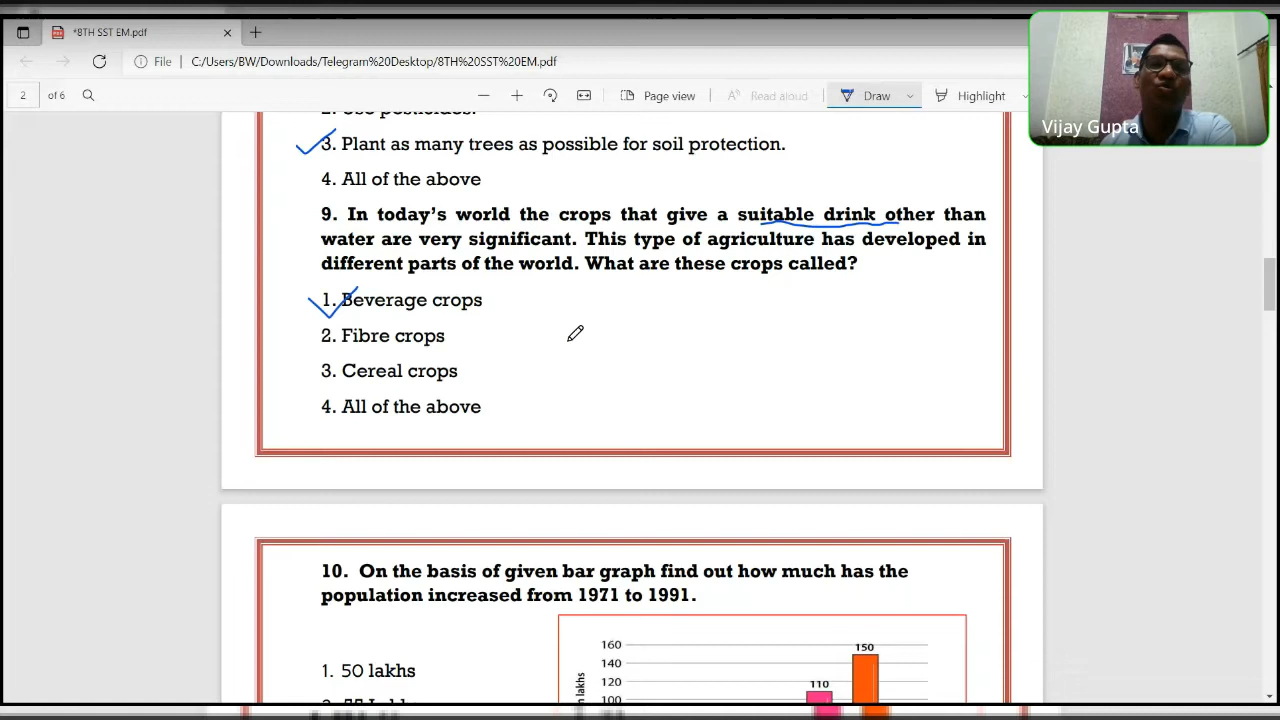 *8TH SST EM.pdf
File C:/Users/BW/Downloads/Telegram%20Desktop/8TH%20SST%20EM.pdf
2 of 6 Page view Read aloud Draw Highlight
Vijay Gupta
2. Use pesticides.
3. Plant as many trees as possible for soil protection.
4. All of the above
9. In today's world the crops that give a suitable drink other than
water are very significant. This type of agriculture has developed in
different parts of the world. What are these crops called?
1. Beverage crops
2. Fibre crops
3. Cereal crops
4. All of the above
10. On the basis of given bar graph find out how much has the
population increased from 1971 to 1991.
1. 50 lakhs
160
150
140
120
110
100
n lakhs